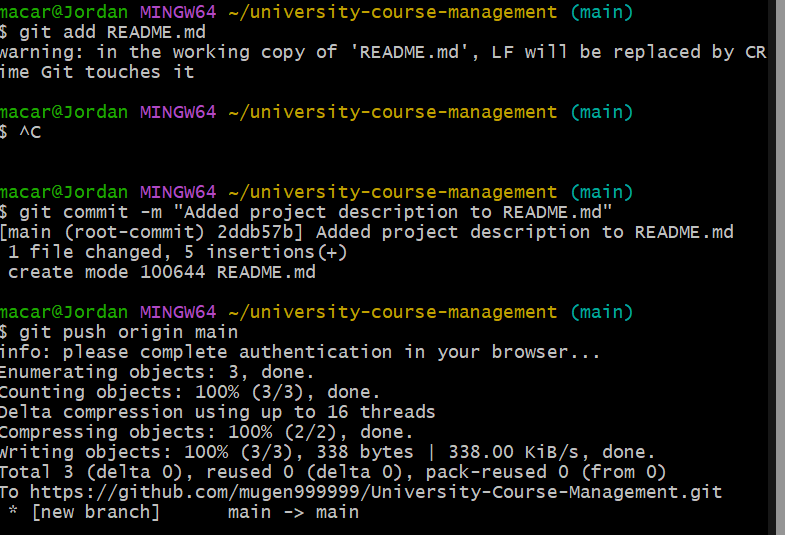 macar@Jordan MINGW64 ~/university-course-management (main)
$ git add README.md
warning: in the working copy of 'README.md', LF will be replaced by CR
ime Git touches it
macar@Jordan MINGW64 ~/university-course-management (main)
$ ^C
macar@Jordan MINGW64 ~/university-course-management (main)
$ git commit -m "Added project description to README.md"
[main (root-commit) 2ddb57b] Added project description to README.md
1 file changed, 5 insertions(+)
create mode 100644 README.md
macar@Jordan MINGW64 ~/university-course-management (main)
$ git push origin main
info: please complete authentication in your browser...
Enumerating objects: 3, done.
Counting objects: 100% (3/3), done.
Delta compression using up to 16 threads
Compressing objects: 100% (2/2), done.
Writing objects: 100% (3/3), 338 bytes | 338.00 KiB/s, done.
Total 3 (delta 0), reused 0 (delta 0), pack-reused 0 (from 0)
To https://github.com/mugen999999/University-Course-Management.git
* [new branch]      main -> main